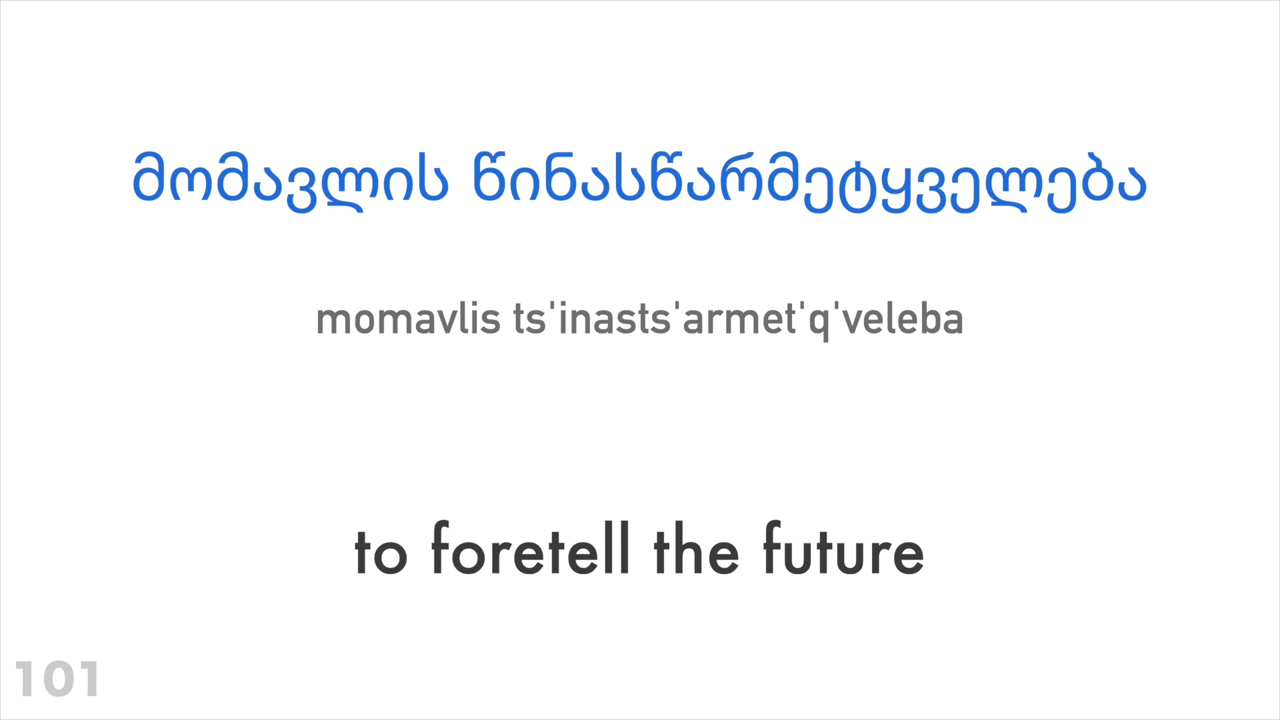 მომავლის წინასწარმეტყველება
momavlis ts'inasts'armet'q'veleba
to foretell the future
101